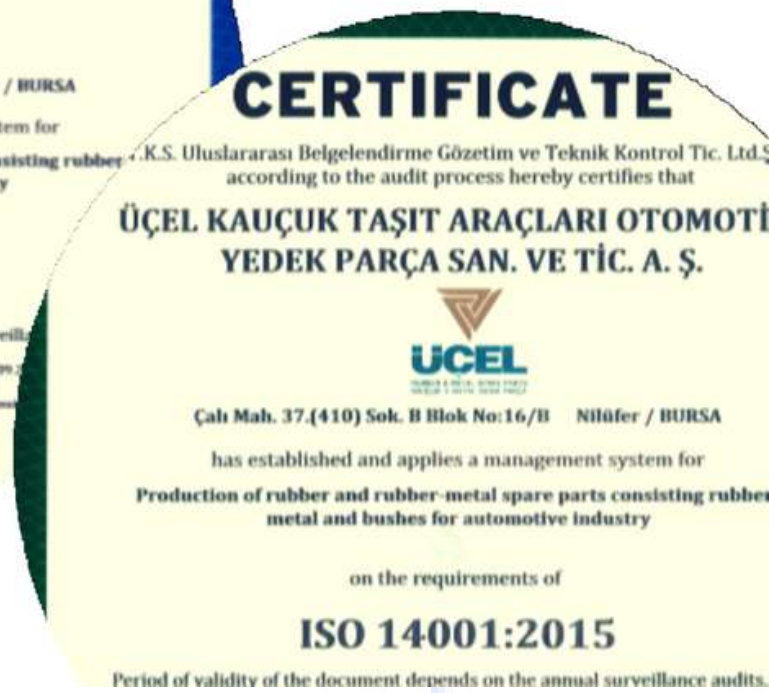 / BURSA
tem for
sisting rubber
y
CERTIFICATE
.K.S. Uluslararası Belgelendirme Gözetim ve Teknik Kontrol Tic. Ltd.Ş
according to the audit process hereby certifies that
ÜÇEL KAUÇUK TAŞIT ARAÇLARI OTOMOTİ
YEDEK PARÇA SAN. VE TİC. A. Ş.
ÜÇEL
Çalı Mah. 37.(410) Sok. B Blok No:16/B Nilüfer / BURSA
has established and applies a management system for
Production of rubber and rubber-metal spare parts consisting rubber
metal and bushes for automotive industry
on the requirements of
ISO 14001:2015
Period of validity of the document depends on the annual surveillance audits.